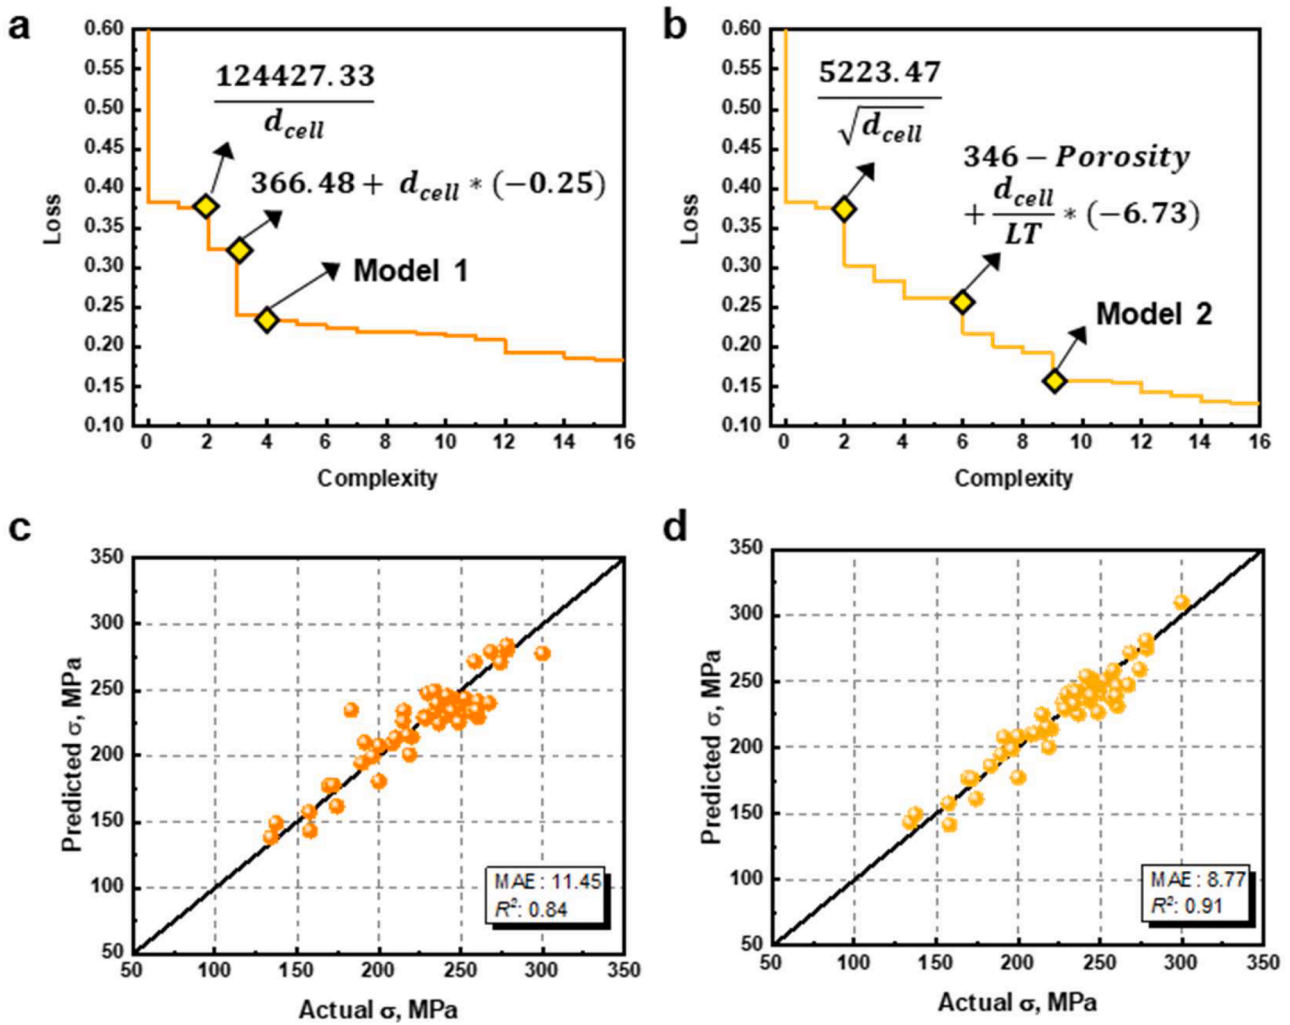 a
0.60
0.55
0.50
0.45
0.40
0.35
0.30
0.25
0.20
0.15
0.10
Loss
124427.33
d_cell
366.48 + d_cell * (−0.25)
Model 1
0 2 4 6 8 10 12 14 16
Complexity
b
0.60
0.55
0.50
0.45
0.40
0.35
0.30
0.25
0.20
0.15
0.10
Loss
5223.47
√d_cell
346 − Porosity
+ d_cell/LT * (−6.73)
Model 2
0 2 4 6 8 10 12 14 16
Complexity
c
350
300
250
200
150
100
50
Predicted σ, MPa
MAE: 11.45
R²: 0.84
50 100 150 200 250 300 350
Actual σ, MPa
d
350
300
250
200
150
100
50
Predicted σ, MPa
MAE: 8.77
R²: 0.91
50 100 150 200 250 300 350
Actual σ, MPa